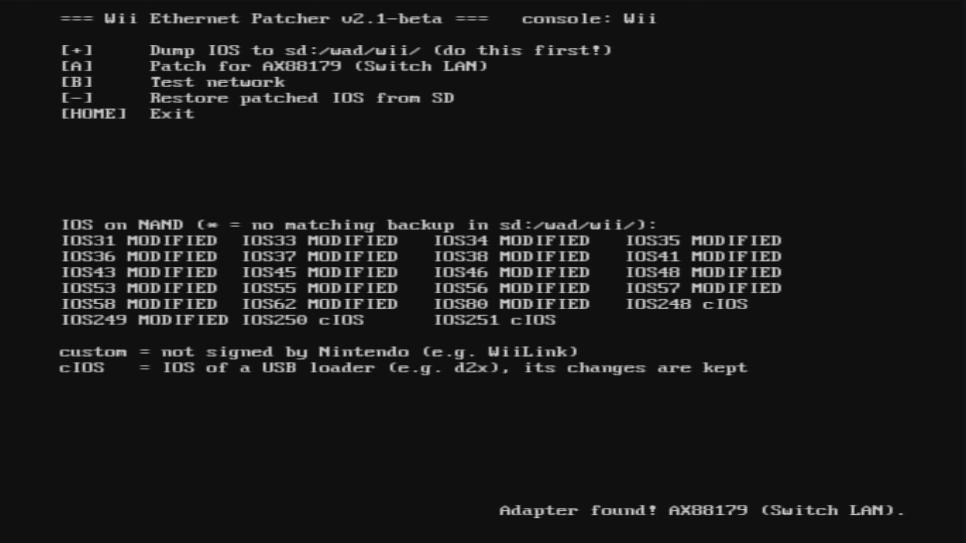 === Wii Ethernet Patcher v2.1-beta ===   console: Wii
[+]     Dump IOS to sd:/wad/wii/ (do this first!)
[A]     Patch for AX88179 (Switch LAN)
[B]     Test network
[-]     Restore patched IOS from SD
[HOME]  Exit
IOS on NAND (* = no matching backup in sd:/wad/wii/):
IOS31 MODIFIED  IOS33 MODIFIED  IOS34 MODIFIED  IOS35 MODIFIED
IOS36 MODIFIED  IOS37 MODIFIED  IOS38 MODIFIED  IOS41 MODIFIED
IOS43 MODIFIED  IOS45 MODIFIED  IOS46 MODIFIED  IOS48 MODIFIED
IOS53 MODIFIED  IOS55 MODIFIED  IOS56 MODIFIED  IOS57 MODIFIED
IOS58 MODIFIED  IOS62 MODIFIED  IOS80 MODIFIED  IOS248 cIOS
IOS249 MODIFIED IOS250 cIOS     IOS251 cIOS
custom = not signed by Nintendo (e.g. WiiLink)
cIOS   = IOS of a USB loader (e.g. d2x), its changes are kept
Adapter found! AX88179 (Switch LAN).